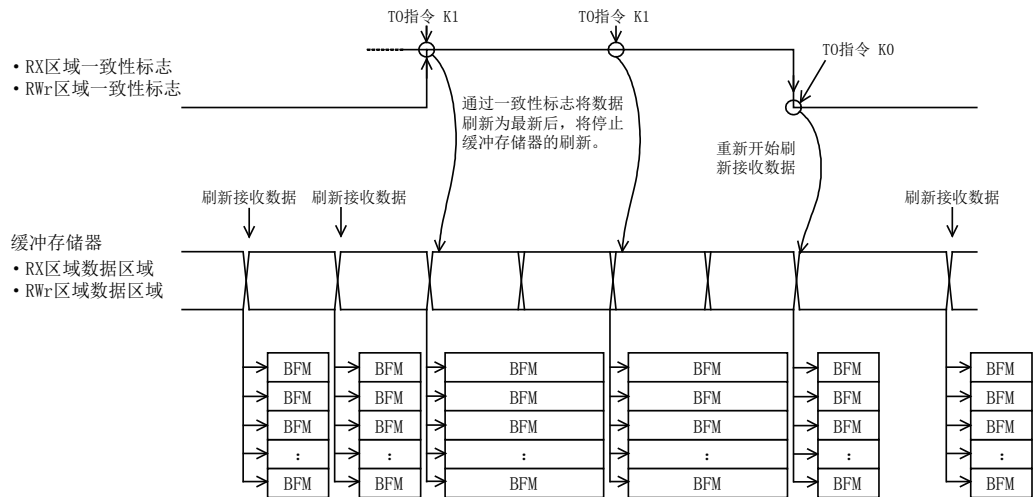 TO指令 K1
TO指令 K1
TO指令 K0
•RX区域一致性标志
•RWr区域一致性标志
通过一致性标志将数据
刷新为最新后，将停止
缓冲存储器的刷新。
重新开始刷
新接收数据
刷新接收数据
刷新接收数据
刷新接收数据
缓冲存储器
•RX区域数据区域
•RWr区域数据区域
BFM BFM BFM BFM BFM BFM
BFM BFM BFM BFM BFM BFM
BFM BFM BFM BFM BFM BFM
: : : : : :
BFM BFM BFM BFM BFM BFM